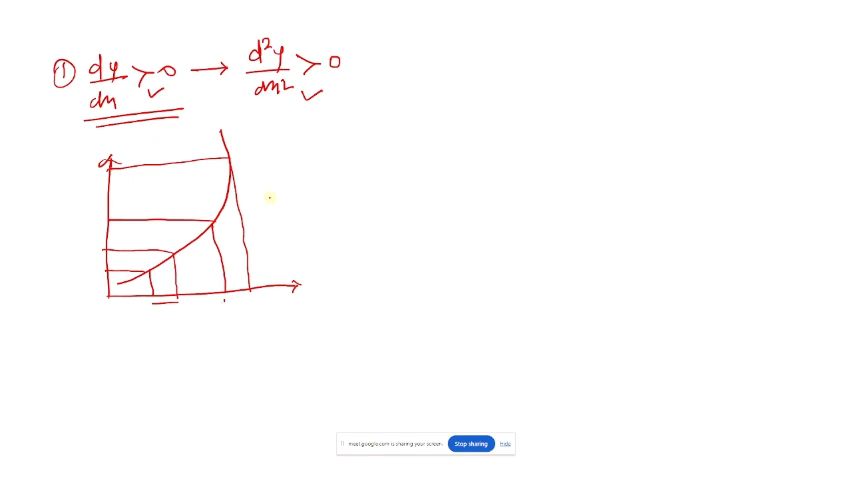 ① dy/dx > 0 → d²y/dx² > 0
meet.google.com is sharing your screen. Stop sharing Hide